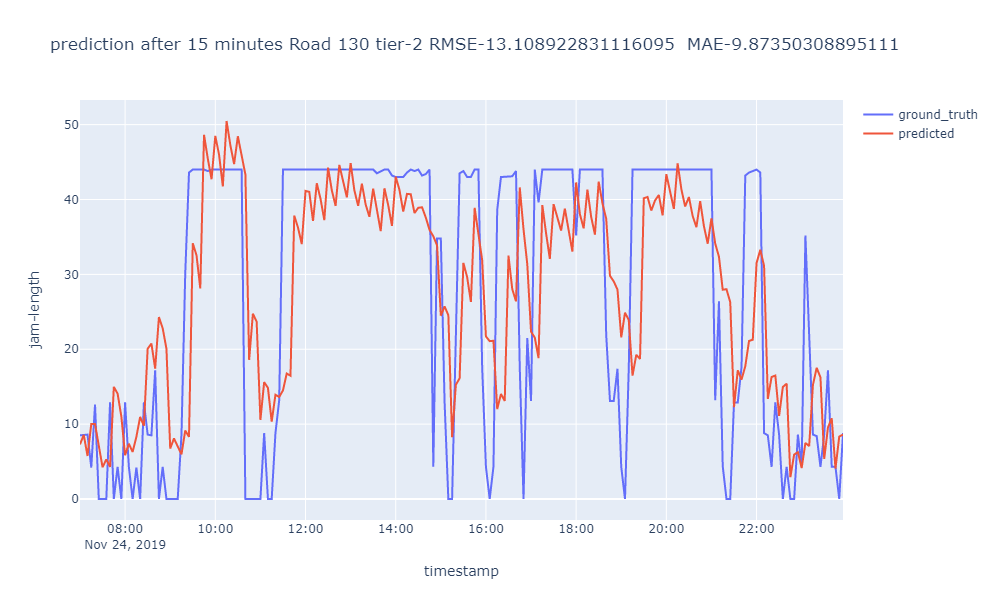 prediction after 15 minutes Road 130 tier-2 RMSE-13.108922831116095 MAE-9.87350308895111
ground_truth
predicted
50
40
30
20
10
0
jam-length
08:00 10:00 12:00 14:00 16:00 18:00 20:00 22:00
Nov 24, 2019
timestamp